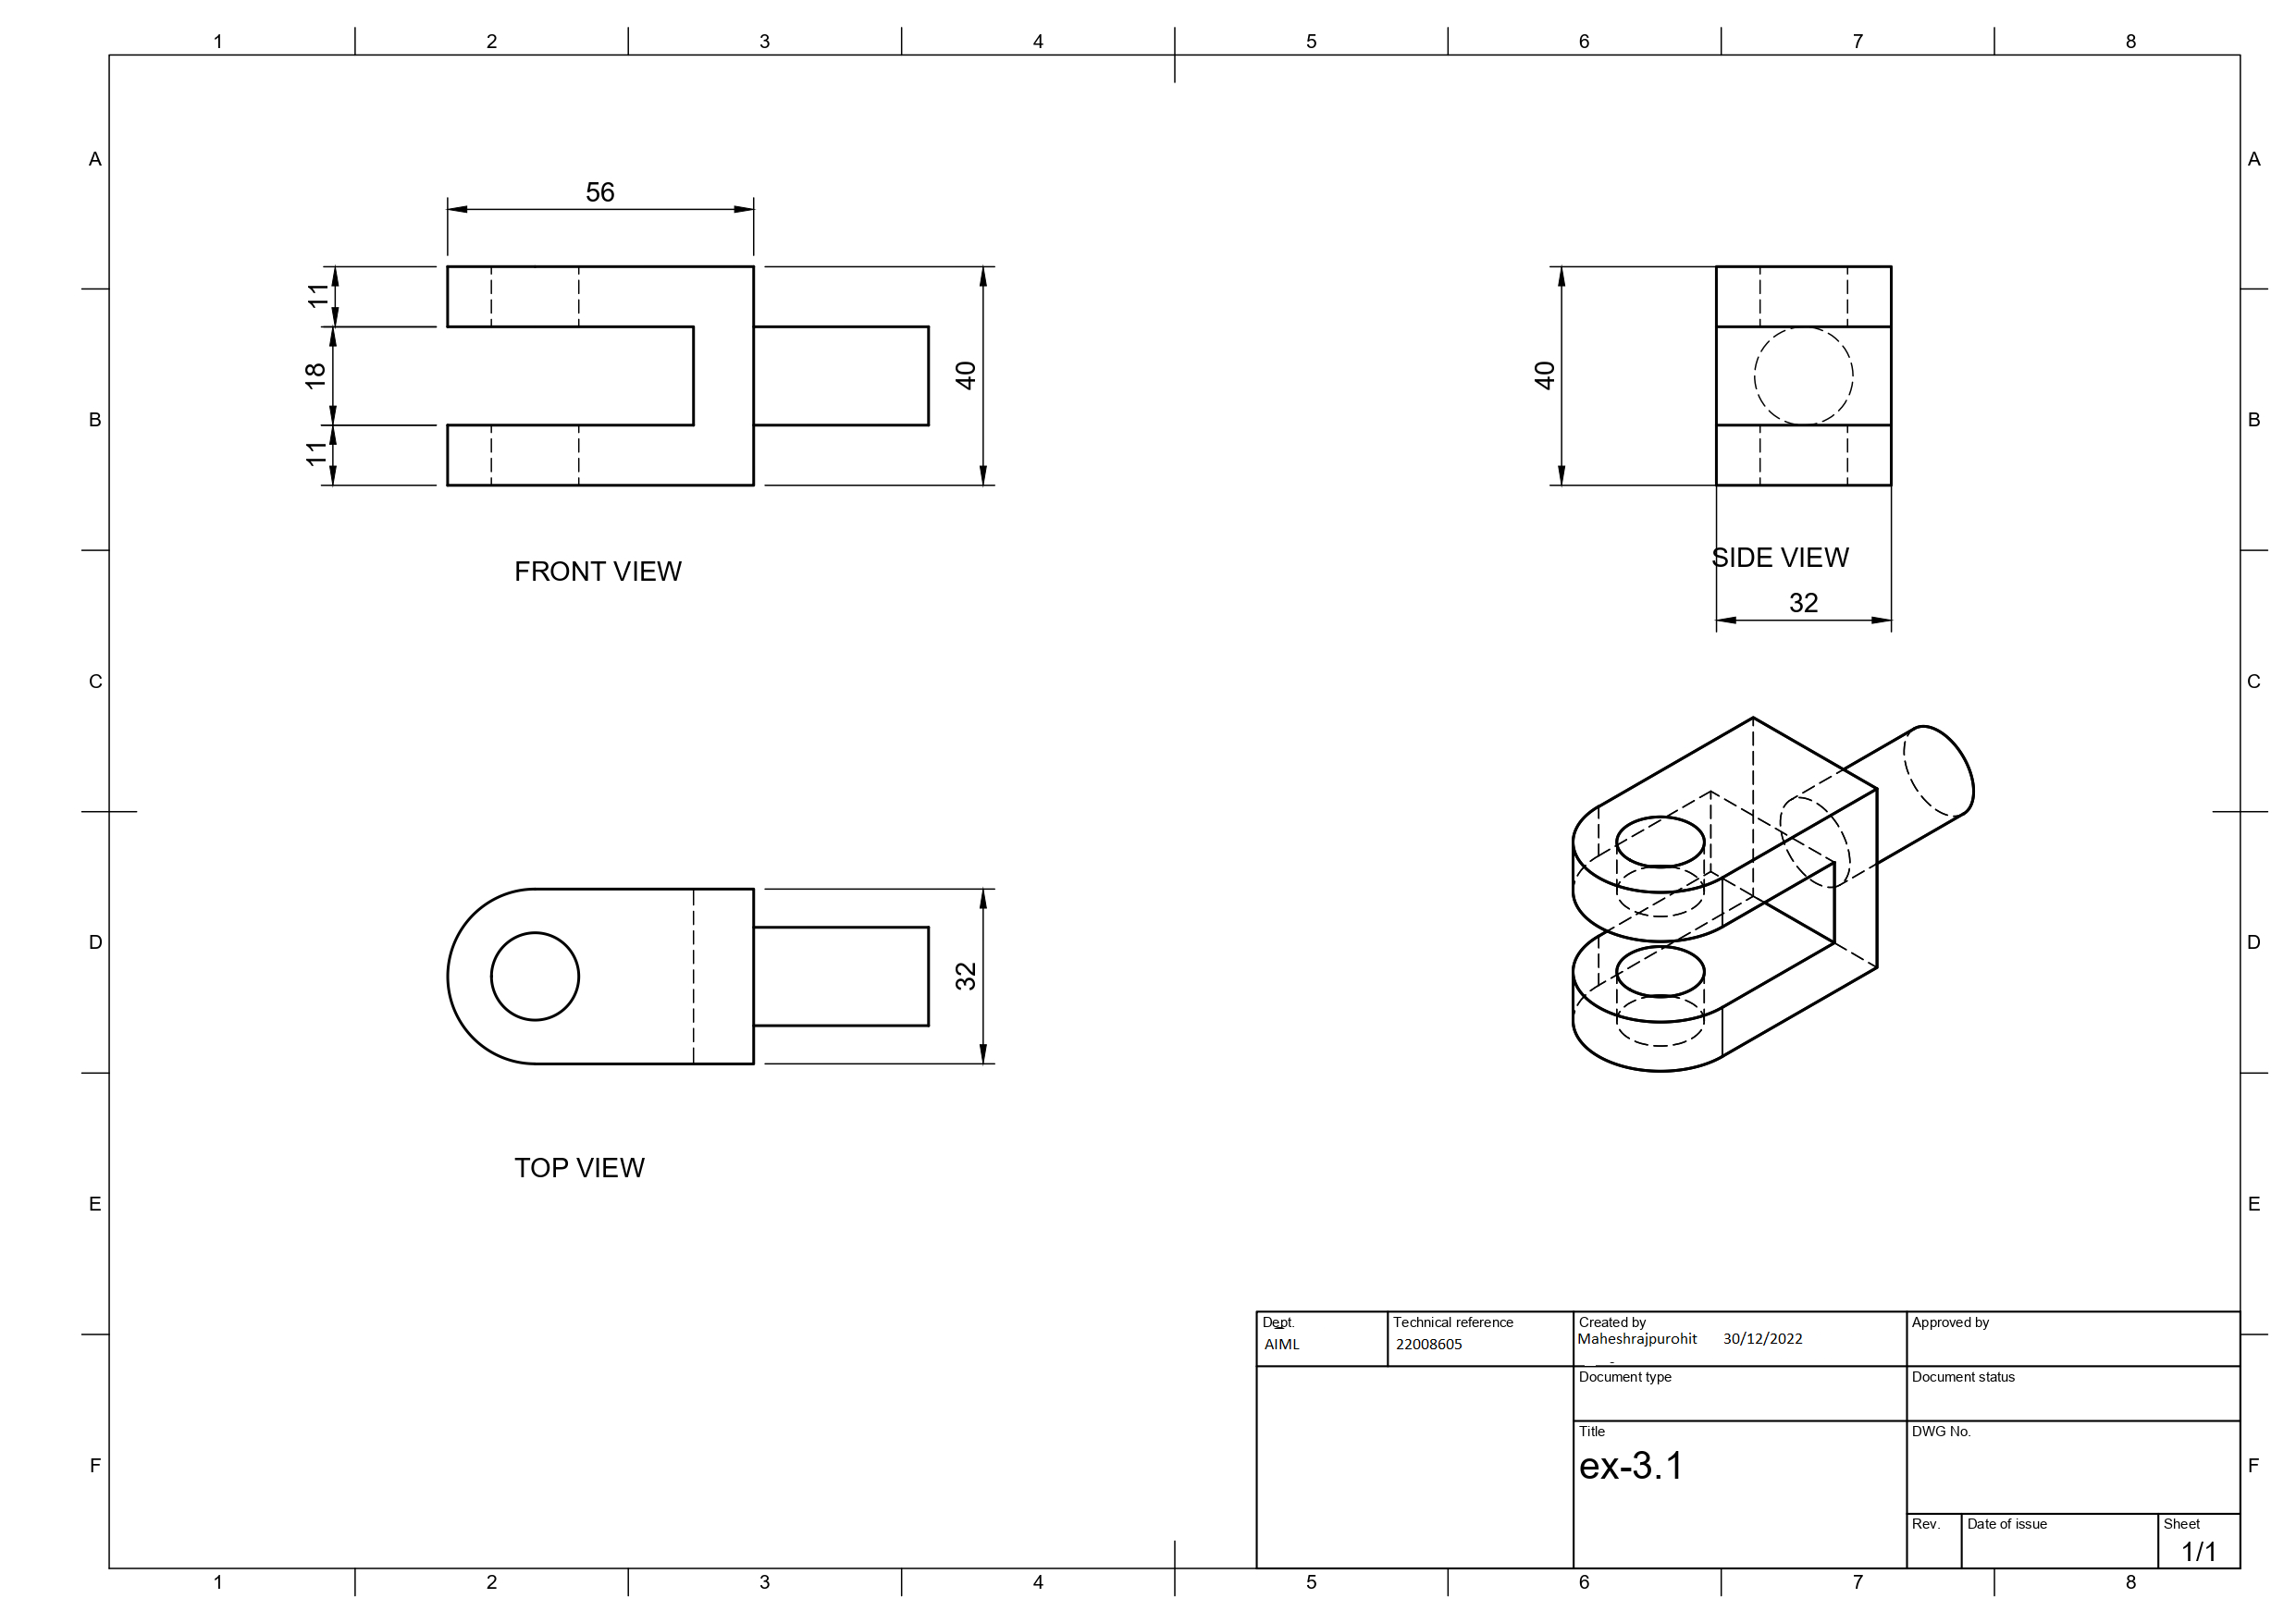 1 2 3 4 5 6 7 8
A A
56
11
18
11
40
40
B B
FRONT VIEW
SIDE VIEW
32
C C
32
D D
TOP VIEW
E E
Dept.
AIML
Technical reference
22008605
Created by
Maheshrajpurohit 30/12/2022
Approved by
Document type
Document status
Title
ex-3.1
DWG No.
F F
Rev.
Date of issue
Sheet
1/1
1 2 3 4 5 6 7 8